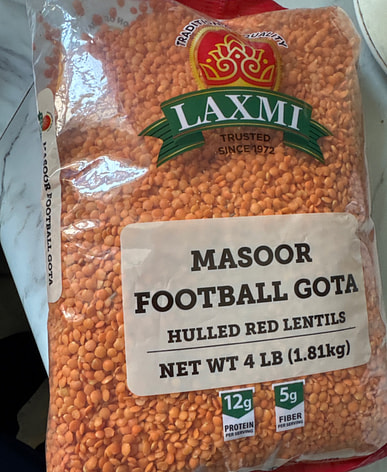 TRADITION QUALITY
LAXMI
TRUSTED
SINCE 1972
MASOOR FOOTBALL GOTA
MASOOR
FOOTBALL GOTA
HULLED RED LENTILS
NET WT 4 LB (1.81kg)
12g
PROTEIN
PER SERVING
5g
FIBER
PER SERVING